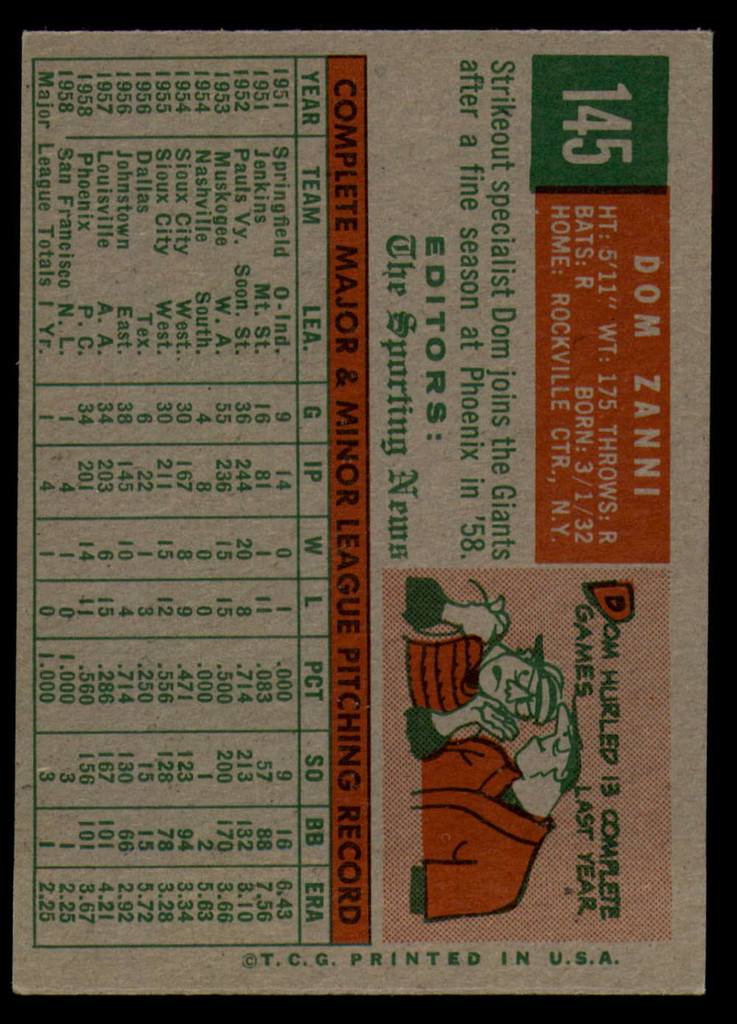 145
DOM ZANNI
HT: 5'11" WT: 175 THROWS: R
BATS: R BORN: 3/1/32
HOME: ROCKVILLE CTR., N.Y.
Strikeout specialist Dom joins the Giants
after a fine season at Phoenix in '58.
EDITORS:
The Sporting News
DOM HURLED 13 COMPLETE
GAMES LAST YEAR.
COMPLETE MAJOR & MINOR LEAGUE PITCHING RECORD
YEAR TEAM LEA. G IP W L PCT SO BB ERA
1951 Springfield O-Ind. 9 14 0 1 .000 9 16 6.43
1951 Jenkins Mt. St. 16 81 1 11 .083 57 88 7.56
1952 Pauls Vy. Soon. St. 36 244 20 8 .714 213 132 3.10
1953 Muskogee W. A. 55 236 15 15 .500 200 170 3.66
1954 Nashville South. 4 8 0 0 .000 1 2 5.63
1954 Sioux City West. 30 167 8 9 .471 123 94 3.34
1955 Sioux City West. 30 211 15 12 .556 128 78 3.28
1956 Dallas Tex. 6 22 1 3 .250 15 15 5.72
1956 Johnstown East. 38 145 10 4 .714 130 66 2.92
1957 Louisville A. A. 34 203 6 15 .286 167 101 4.21
1958 Phoenix P. C. 34 201 14 11 .560 156 101 3.67
1958 San Francisco N. L. 1 4 1 0 1.000 3 1 2.25
Major League Totals 1 Yr. 1 4 1 0 1.000 3 1 2.25
©T.C.G. PRINTED IN U.S.A.